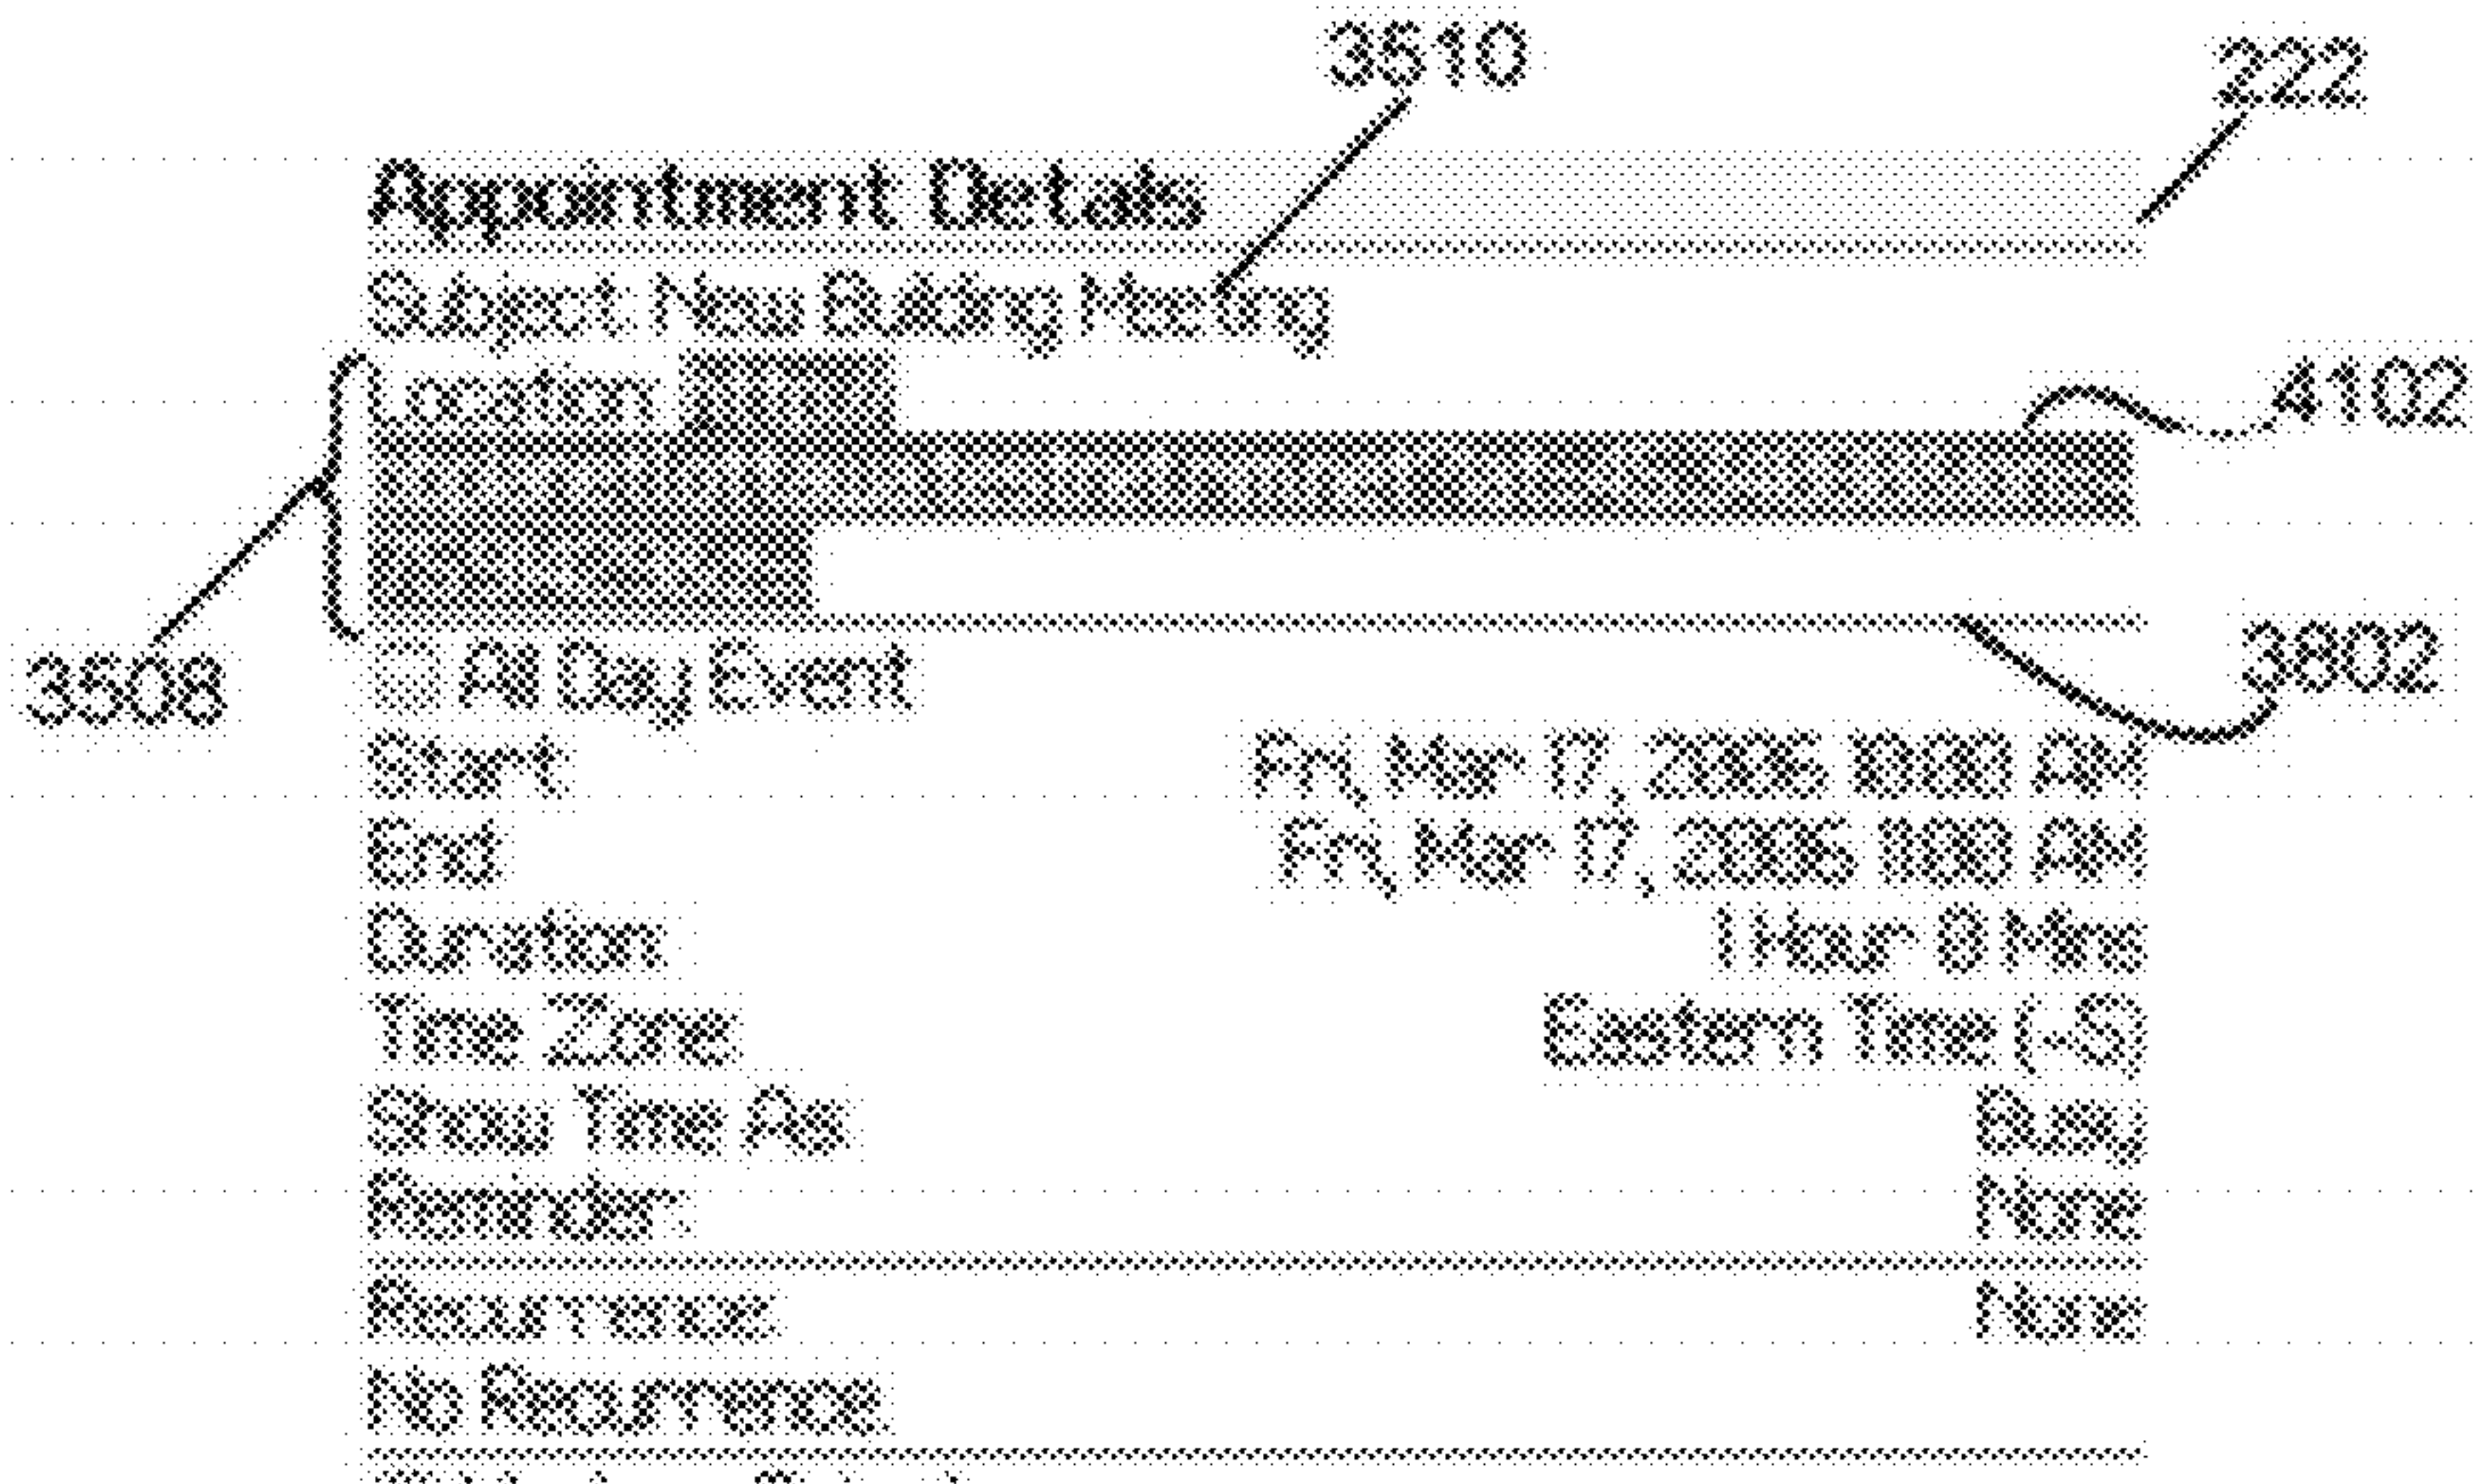 3510
222
Appointment Details
Subject: New Building Meeting
Location:
4102
3508
All Day Event
3802
Start: Fri, Mar 17, 2006 10:00 AM
End: Fri, Mar 17, 2006 11:00 AM
Duration: 1 Hour 0 Mins
Time Zone: Eastern Time (-5)
Show Time As: Busy
Reminder: None
Recurrence: None
No Recurrence.